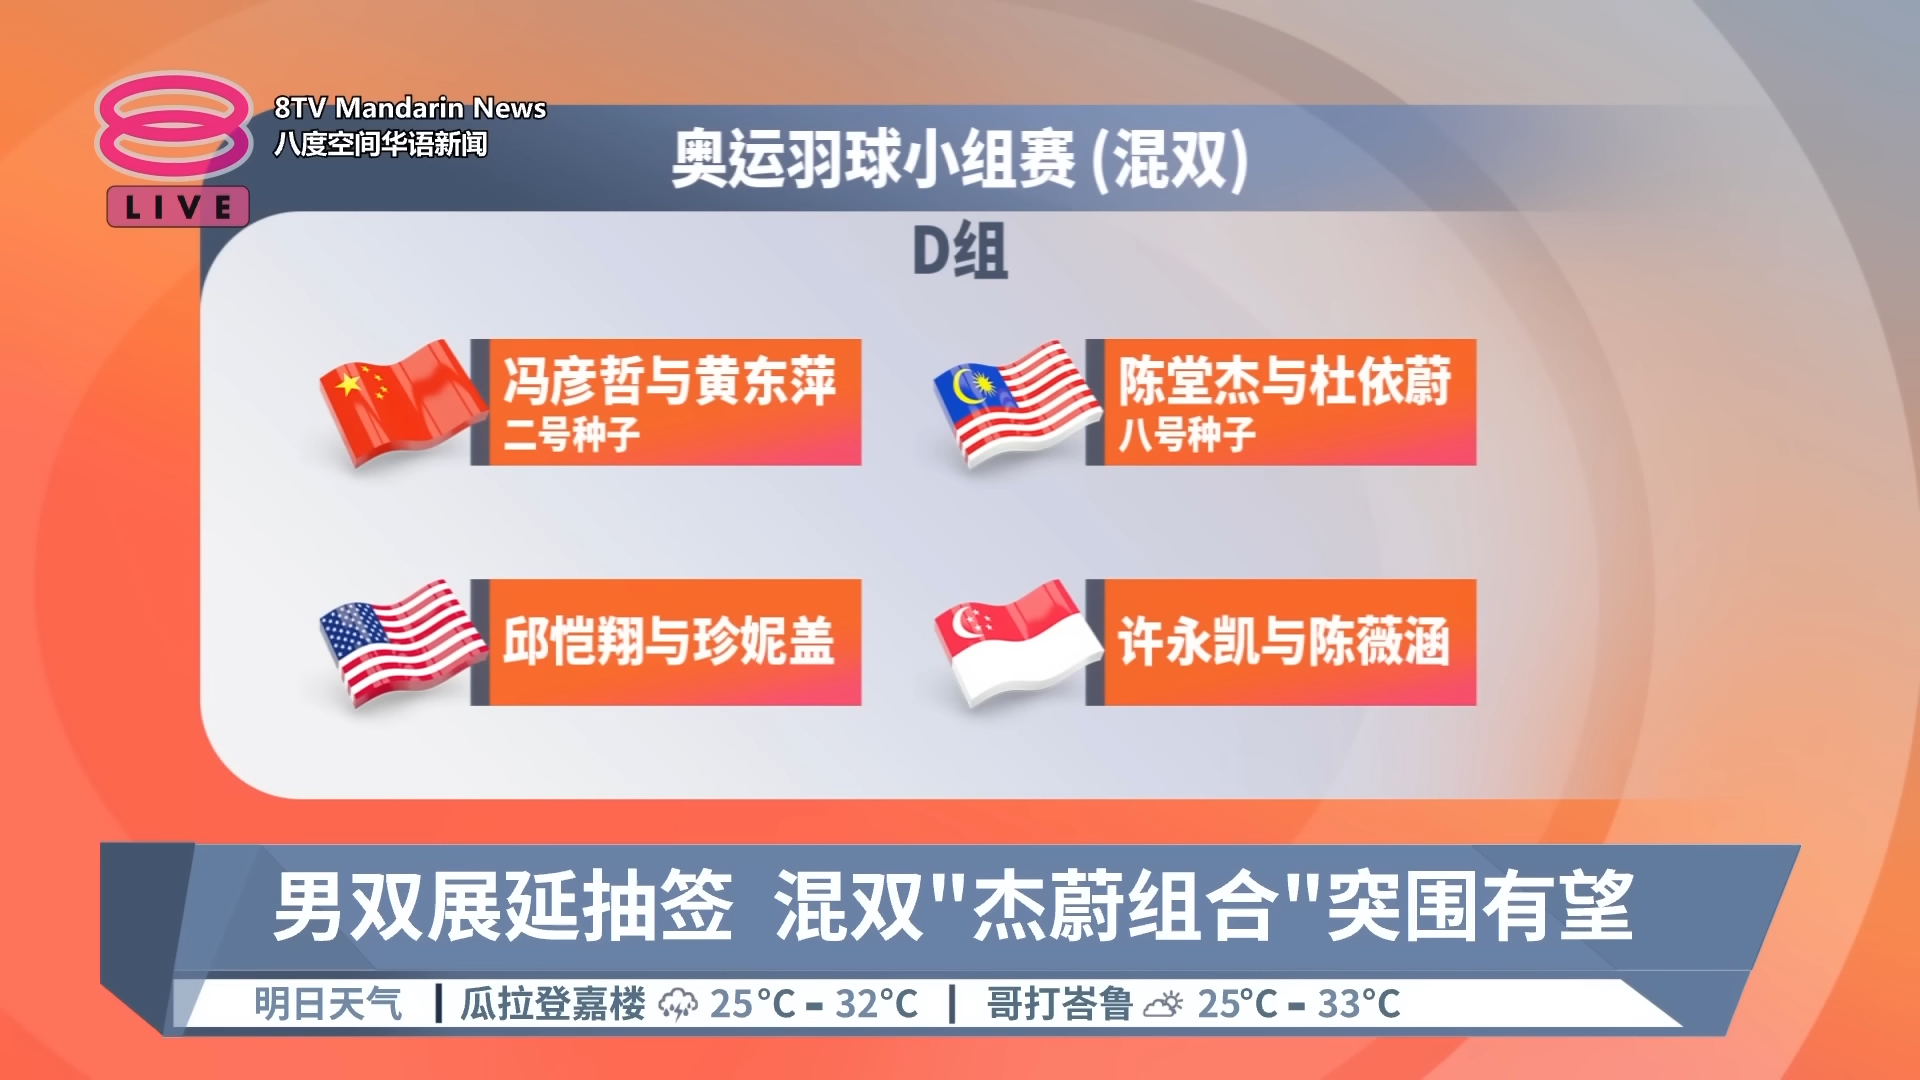 8TV Mandarin News
八度空间华语新闻
LIVE
奥运羽球小组赛 (混双)
D组
冯彦哲与黄东萍
二号种子
陈堂杰与杜依蔚
八号种子
邱恺翔与珍妮盖
许永凯与陈薇涵
男双展延抽签 混双"杰蔚组合"突围有望
明日天气 | 瓜拉登嘉楼 25°C - 32°C | 哥打峇鲁 25°C - 33°C